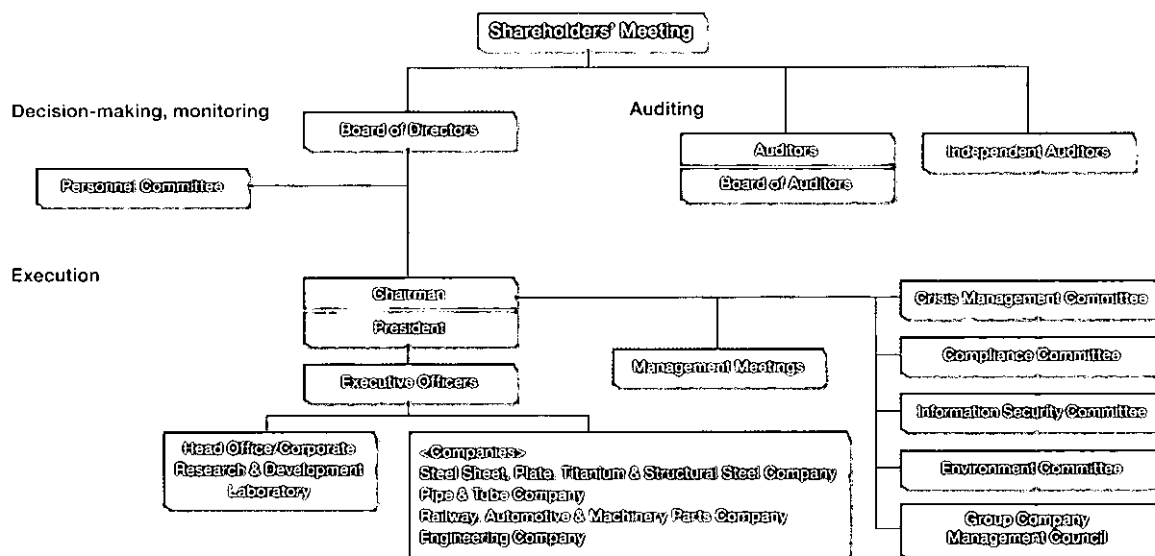 Shareholders' Meeting
Decision-making, monitoring
Board of Directors
Auditing
Auditors
Board of Auditors
Independent Auditors
Personnel Committee
Execution
Chairman
President
Executive Officers
Management Meetings
Crisis Management Committee
Compliance Committee
Information Security Committee
Environment Committee
Group Company
Management Council
Head Office/Corporate
Research & Development
Laboratory
<Companies>
Steel Sheet, Plate, Titanium & Structural Steel Company
Pipe & Tube Company
Railway, Automotive & Machinery Parts Company
Engineering Company